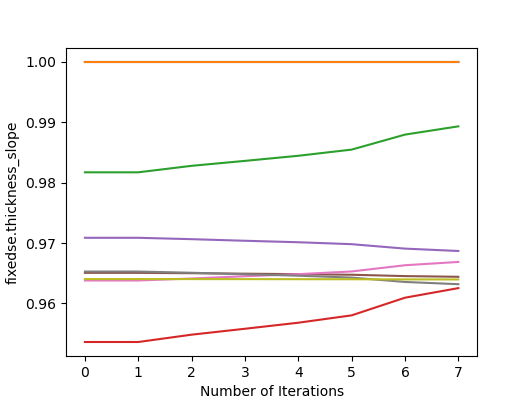 1.00
0.99
0.98
0.97
0.96
fixedse.thickness_slope
0 1 2 3 4 5 6 7
Number of Iterations